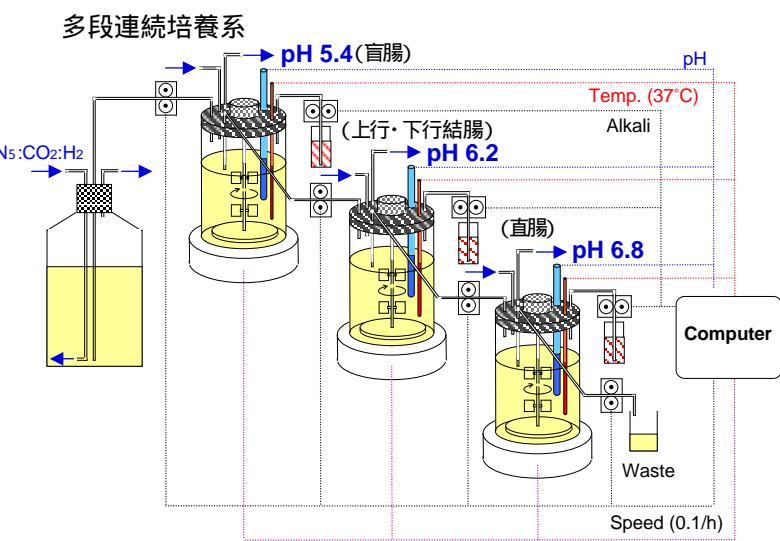 多段連続培養系
pH 5.4(盲腸)
pH
Temp. (37℃)
Alkali
(上行・下行結腸)
pH 6.2
N5:CO2:H2
(直腸)
pH 6.8
Computer
Waste
Speed (0.1/h)